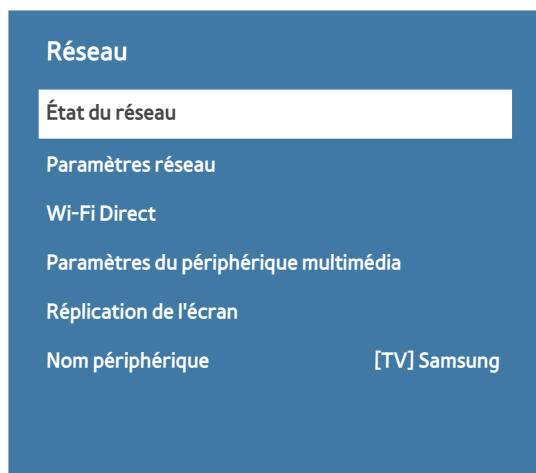 Réseau
État du réseau
Paramètres réseau
Wi-Fi Direct
Paramètres du périphérique multimédia
Réplication de l'écran
Nom périphérique [TV] Samsung